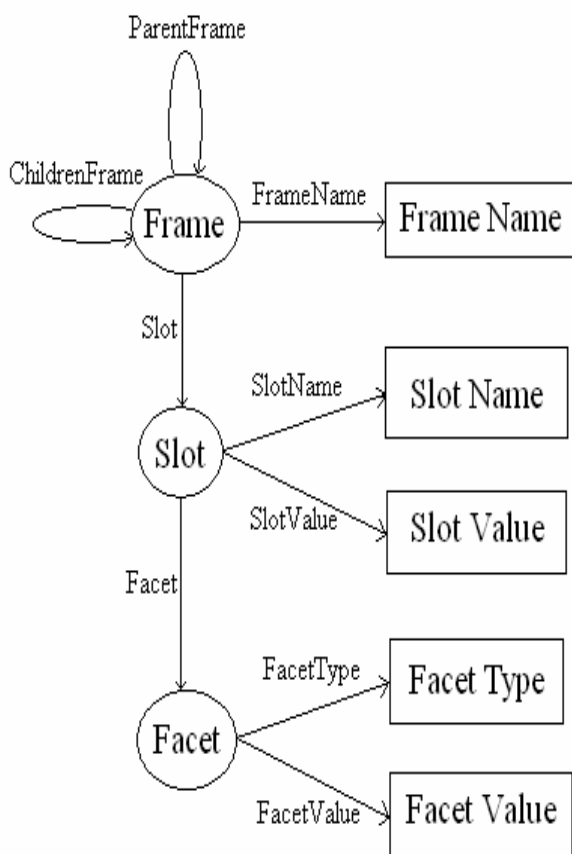 ParentFrame
ChildrenFrame
FrameName
Frame
Frame Name
Slot
SlotName
Slot Name
Slot
SlotValue
Slot Value
Facet
FacetType
Facet Type
Facet
FacetValue
Facet Value